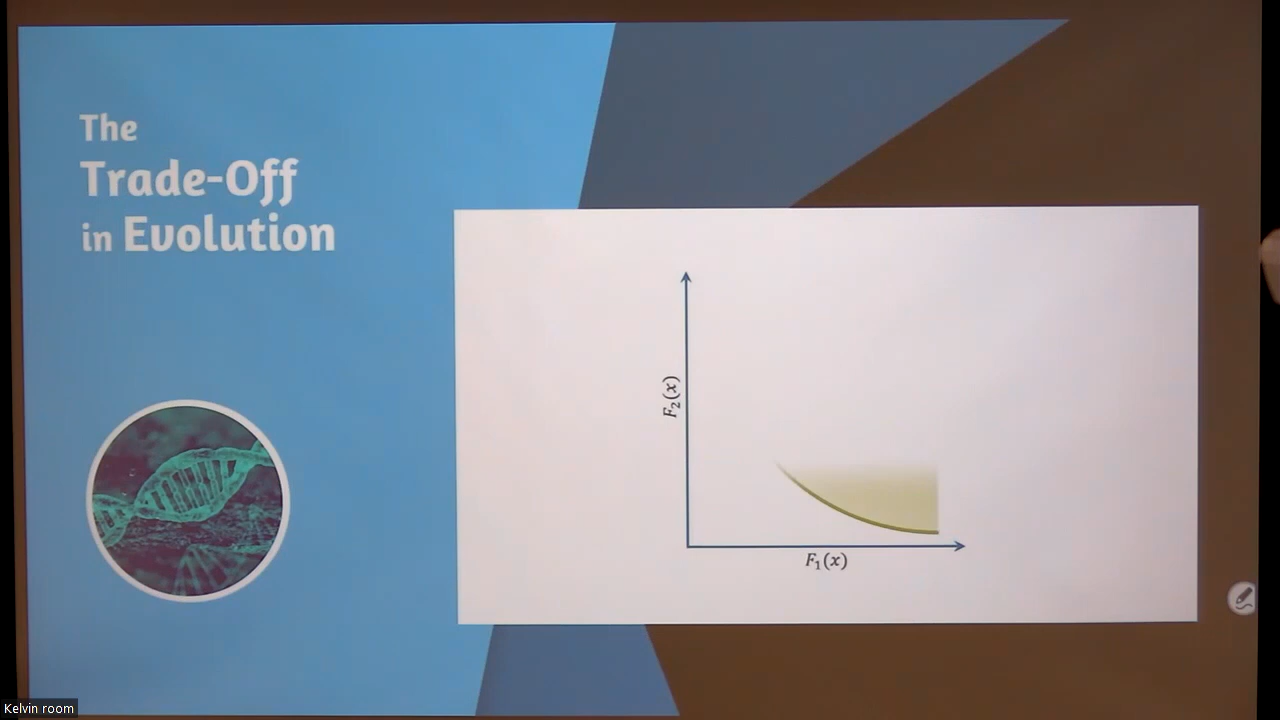 The
Trade-Off
in Evolution
F₂(x)
F₁(x)
Kelvin room